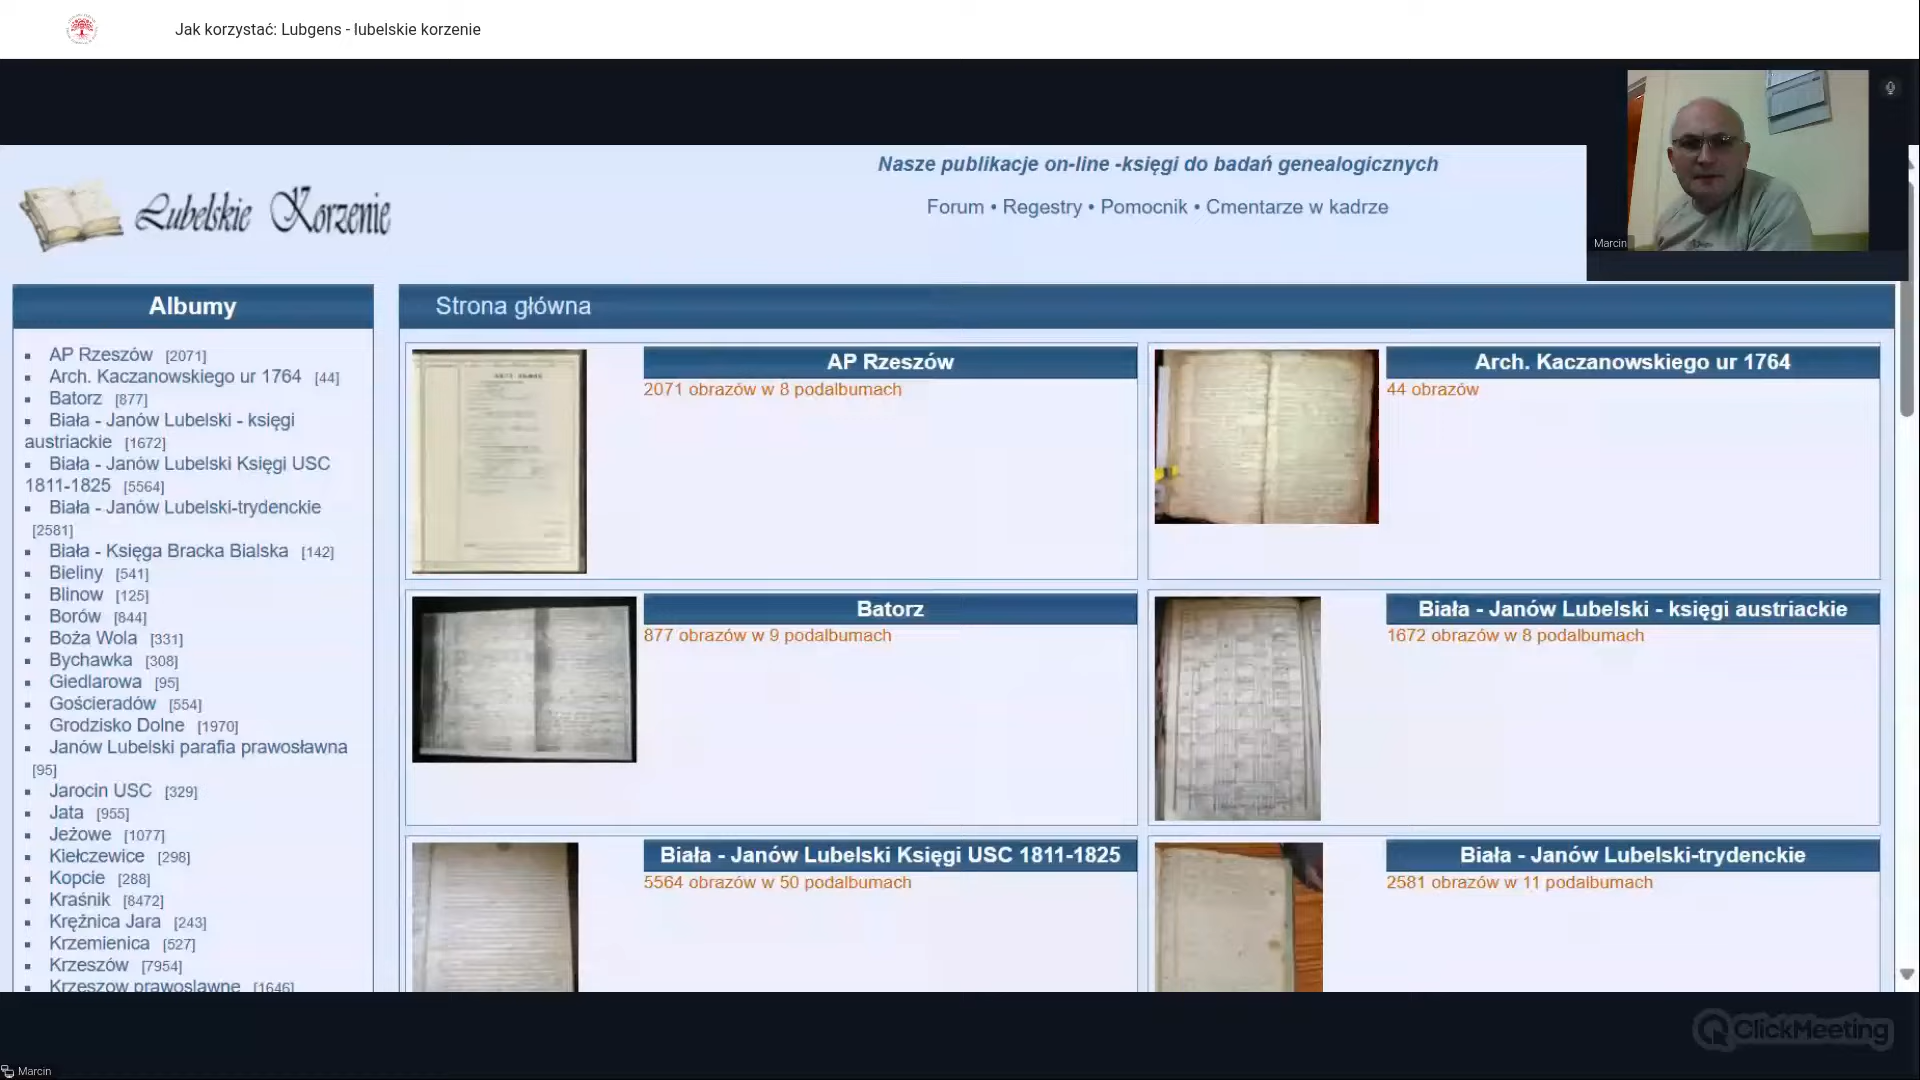 Jak korzystać: Lubgens - lubelskie korzenie
Marcin
Lubelskie Korzenie
Nasze publikacje on-line -księgi do badań genealogicznych
Forum • Regestry • Pomocnik • Cmentarze w kadrze
Albumy
AP Rzeszów [2071]
Arch. Kaczanowskiego ur 1764 [44]
Batorz [877]
Biała - Janów Lubelski - księgi
austriackie [1672]
Biała - Janów Lubelski Księgi USC
1811-1825 [5564]
Biała - Janów Lubelski-trydenckie
[2581]
Biała - Księga Bracka Bialska [142]
Bieliny [541]
Blinow [125]
Borów [844]
Boża Wola [331]
Bychawka [308]
Giedlarowa [95]
Gościeradów [554]
Grodzisko Dolne [1970]
Janów Lubelski parafia prawosławna
[95]
Jarocin USC [329]
Jata [955]
Jeżowe [1077]
Kiełczewice [298]
Kopcie [288]
Kraśnik [8472]
Krężnica Jara [243]
Krzemienica [527]
Krzeszów [7954]
Krzeszow prawoslawne [1646]
Strona główna
AP Rzeszów
2071 obrazów w 8 podalbumach
Arch. Kaczanowskiego ur 1764
44 obrazów
Batorz
877 obrazów w 9 podalbumach
Biała - Janów Lubelski - księgi austriackie
1672 obrazów w 8 podalbumach
Biała - Janów Lubelski Księgi USC 1811-1825
5564 obrazów w 50 podalbumach
Biała - Janów Lubelski-trydenckie
2581 obrazów w 11 podalbumach
ClickMeeting
Marcin